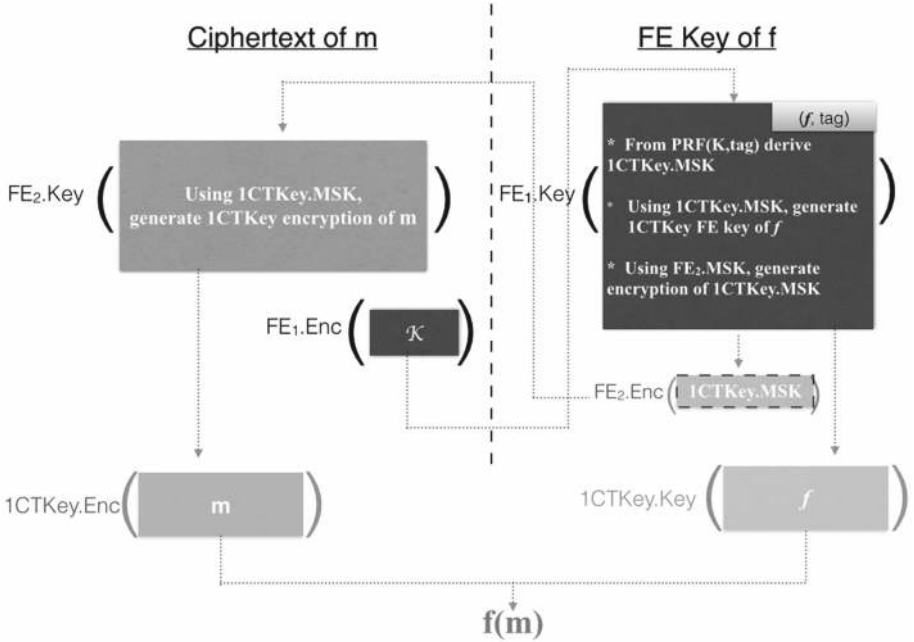 Ciphertext of m
FE Key of f
(f, tag)
FE₂.Key
Using 1CTKey.MSK,
generate 1CTKey encryption of m
FE₁.Key
* From PRF(K,tag) derive
1CTKey.MSK
* Using 1CTKey.MSK, generate
1CTKey FE key of f
* Using FE₂.MSK, generate
encryption of 1CTKey.MSK
FE₁.Enc
K
FE₂.Enc
1CTKey.MSK
1CTKey.Enc
m
1CTKey.Key
f
f(m)